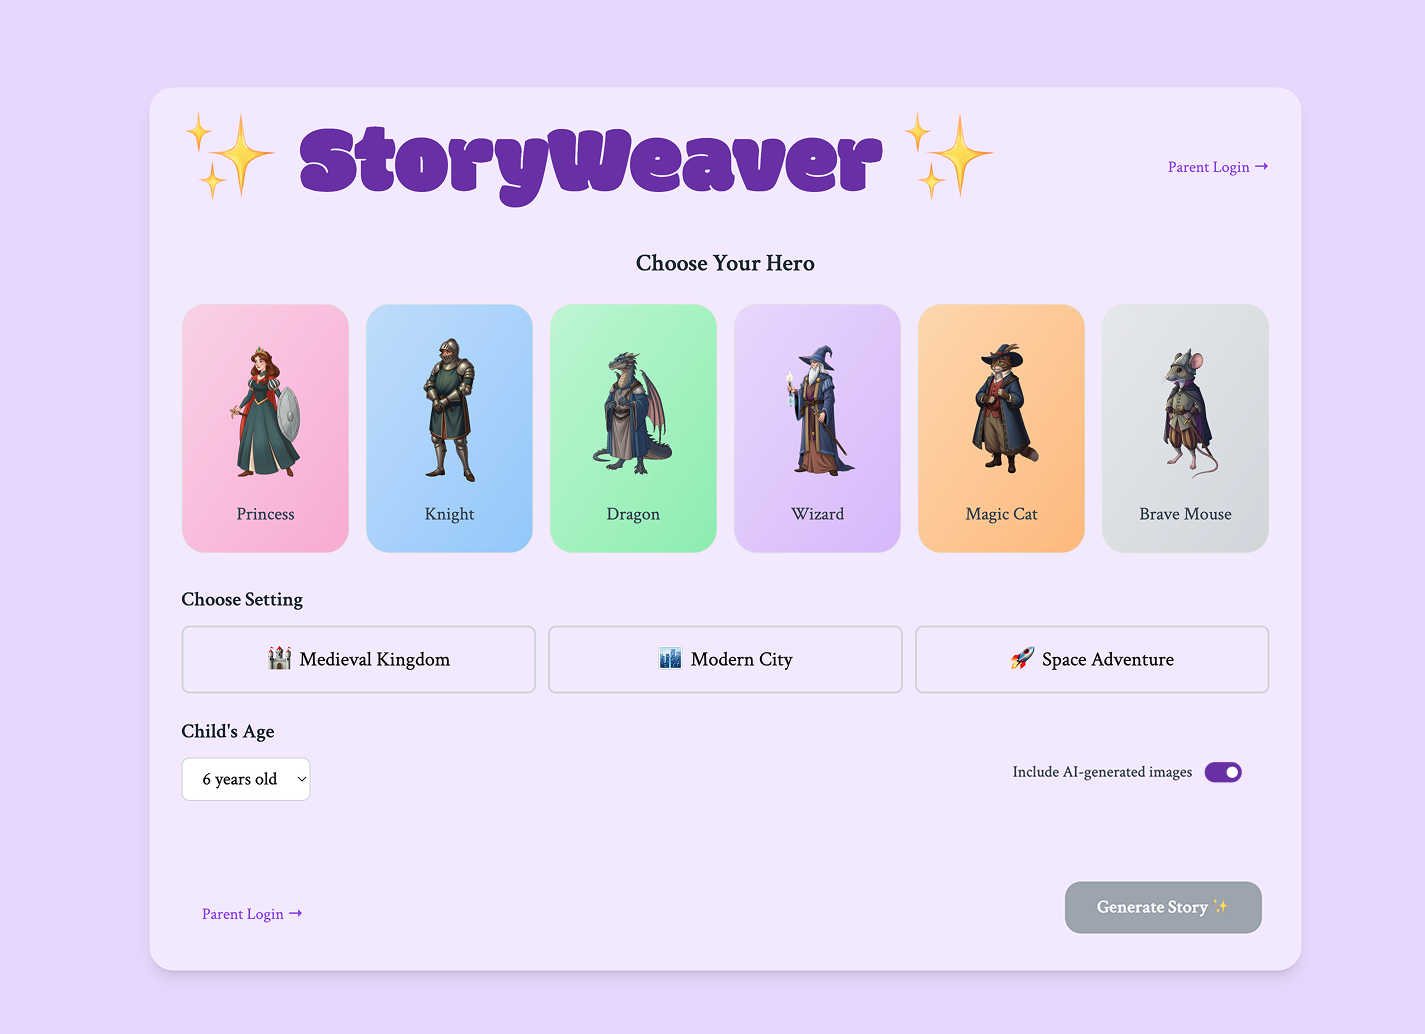 ✨ StoryWeaver ✨
Parent Login →
Choose Your Hero
Princess
Knight
Dragon
Wizard
Magic Cat
Brave Mouse
Choose Setting
🏰 Medieval Kingdom
🏙️ Modern City
🚀 Space Adventure
Child's Age
6 years old
Include AI-generated images
Parent Login →
Generate Story ✨